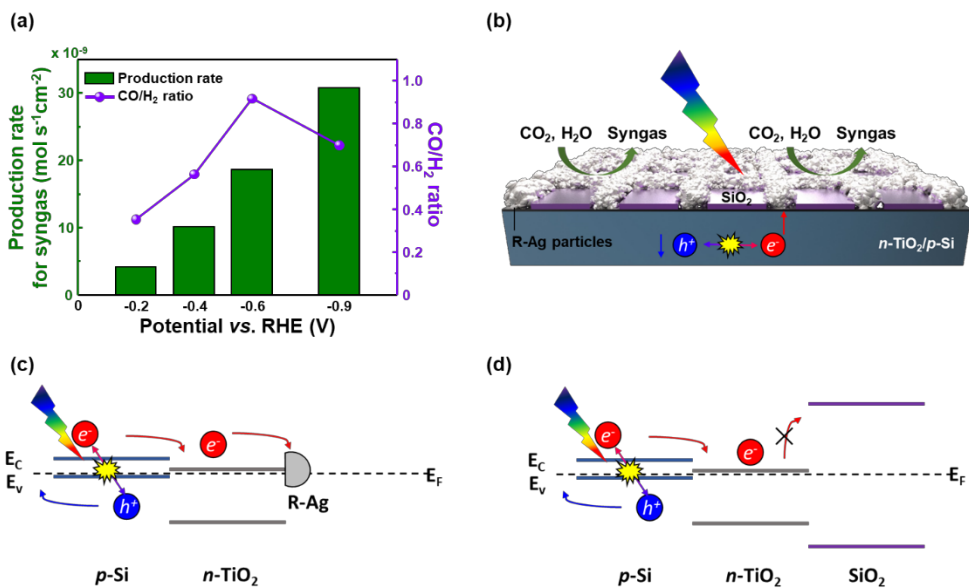 (a)
x 10⁻⁹
Production rate
for syngas (mol s⁻¹cm⁻²)
30
20
10
0
Production rate
CO/H₂ ratio
1.0
0.8
0.6
0.4
0.2
0
CO/H₂ ratio
0
-0.2
-0.4
-0.6
-0.9
Potential vs. RHE (V)
(b)
CO₂, H₂O
Syngas
CO₂, H₂O
Syngas
SiO₂
R-Ag particles
h⁺
e⁻
n-TiO₂/p-Si
(c)
e⁻
e⁻
E_C
E_v
E_F
R-Ag
h⁺
p-Si
n-TiO₂
(d)
e⁻
e⁻
E_C
E_v
E_F
h⁺
p-Si
n-TiO₂
SiO₂